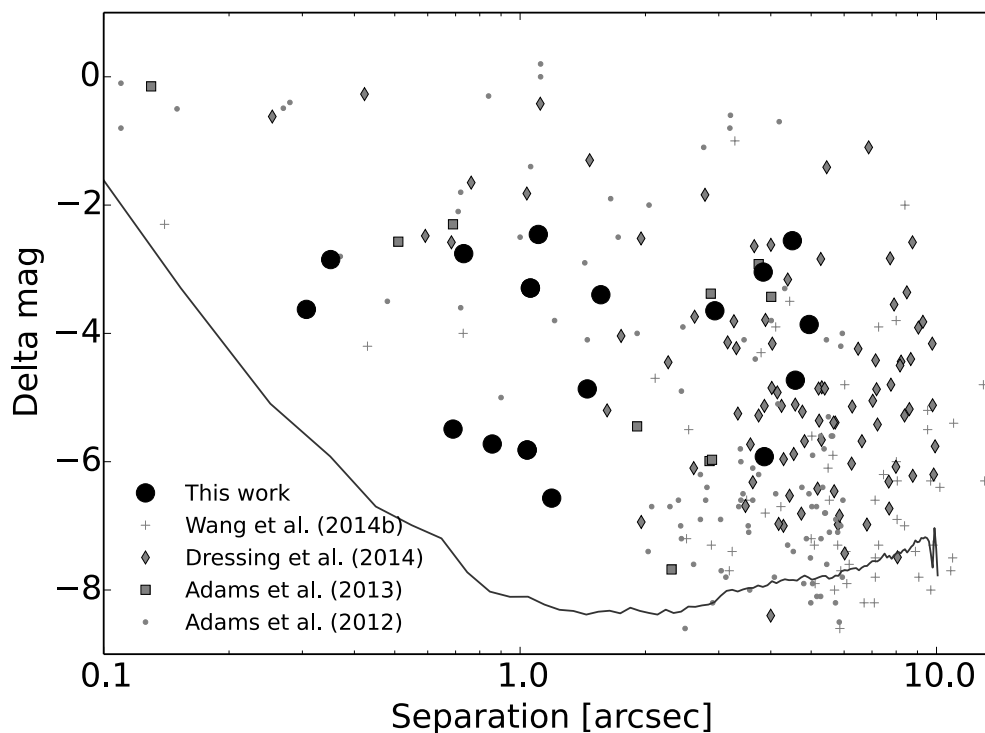 0
−2
−4
−6
−8
Delta mag
This work
Wang et al. (2014b)
Dressing et al. (2014)
Adams et al. (2013)
Adams et al. (2012)
0.1
1.0
10.0
Separation [arcsec]